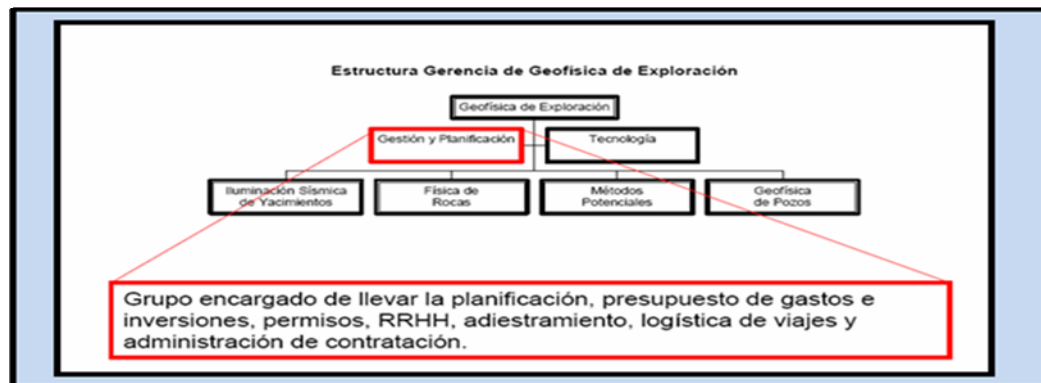 Estructura Gerencia de Geofísica de Exploración
Geofísica de Exploración
Gestión y Planificación
Tecnología
Iluminación Sísmica
de Yacimientos
Física de
Rocas
Métodos
Potenciales
Geofísica
de Pozos
Grupo encargado de llevar la planificación, presupuesto de gastos e
inversiones, permisos, RRHH, adiestramiento, logística de viajes y
administración de contratación.